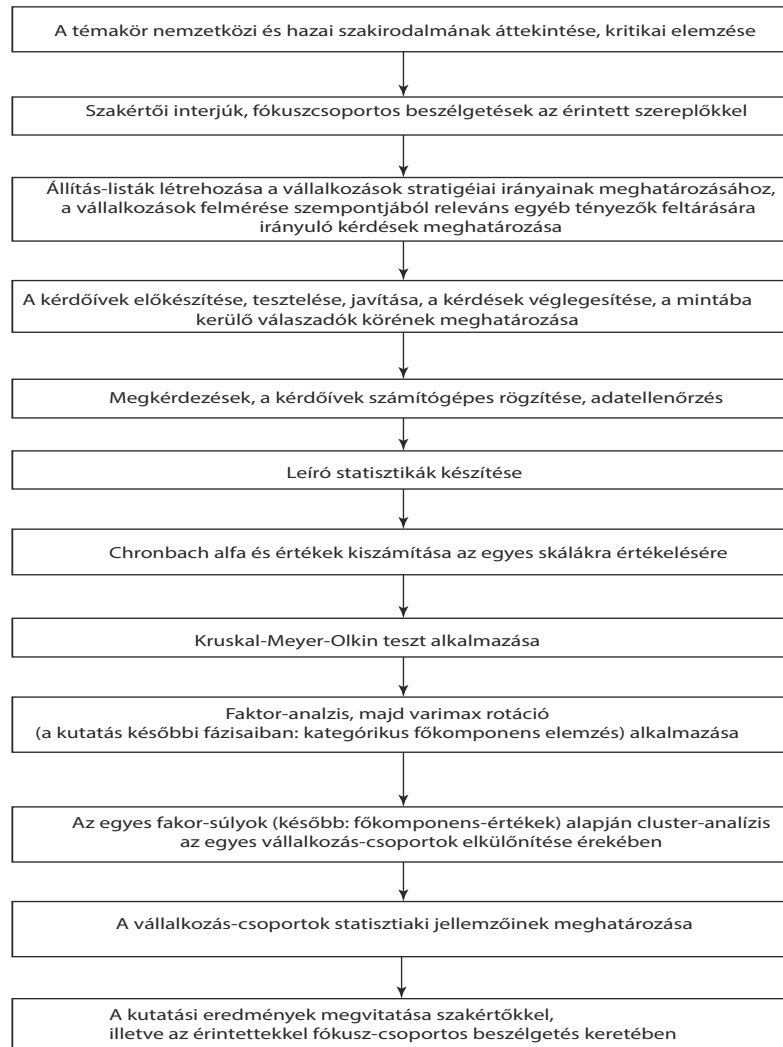 A témakör nemzetközi és hazai szakirodalmának áttekintése, kritikai elemzése
Szakértői interjúk, fókuszcsoportos beszélgetések az érintett szereplőkkel
Állítás-listák létrehozása a vállalkozások stratigéiai irányainak meghatározásához,
a vállalkozások felmérése szempontjából releváns egyéb tényezők feltárására
irányuló kérdések meghatározása
A kérdőívek előkészítése, tesztelése, javítása, a kérdések véglegesítése, a mintába
kerülő válaszadók körének meghatározása
Megkérdezések, a kérdőívek számítógépes rögzítése, adatellenőrzés
Leíró statisztikák készítése
Chronbach alfa és értékek kiszámítása az egyes skálákra értékelésére
Kruskal-Meyer-Olkin teszt alkalmazása
Faktor-analzis, majd varimax rotáció
(a kutatás későbbi fázisaiban: kategórikus főkomponens elemzés) alkalmazása
Az egyes fakor-súlyok (később: főkomponens-értékek) alapján cluster-analízis
az egyes vállalkozás-csoportok elkülönítése érekében
A vállalkozás-csoportok statisztiaki jellemzőinek meghatározása
A kutatási eredmények megvitatása szakértőkkel,
illetve az érintettekkel fókusz-csoportos beszélgetés keretében